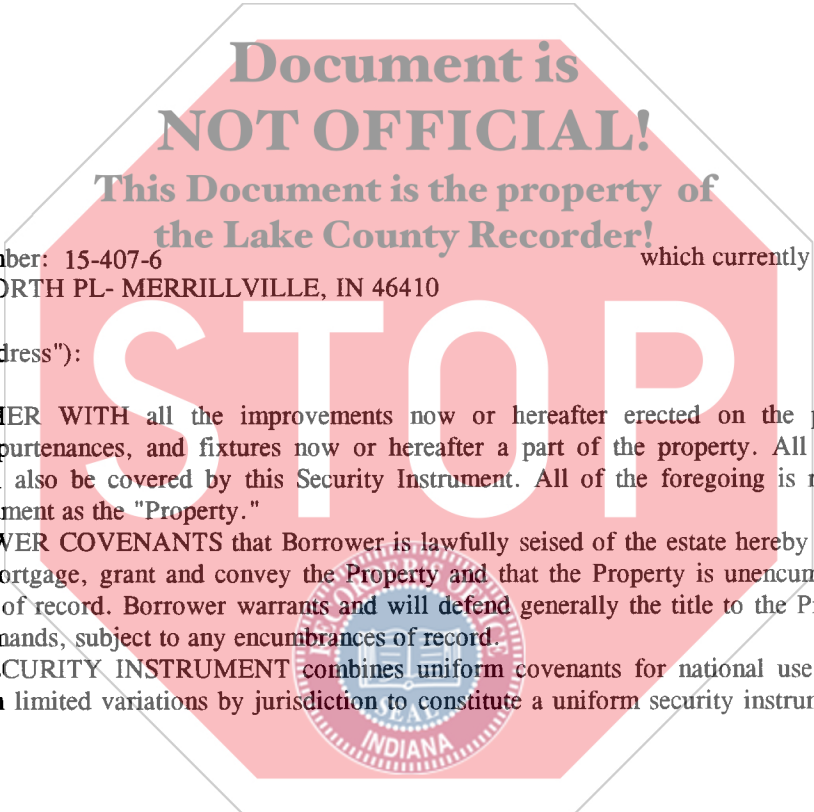 Document is
NOT OFFICIAL!
This Document is the property of
the Lake County Recorder!
nber: 15-407-6 which currently
ORTH PL- MERRILLVILLE, IN 46410
dress"):
STOP
HER WITH all the improvements now or hereafter erected on the p
purtenances, and fixtures now or hereafter a part of the property. All
also be covered by this Security Instrument. All of the foregoing is r
ment as the "Property."
WER COVENANTS that Borrower is lawfully seised of the estate hereby
ortgage, grant and convey the Property and that the Property is unencum
of record. Borrower warrants and will defend generally the title to the P
mands, subject to any encumbrances of record.
CURITY INSTRUMENT combines uniform covenants for national use
limited variations by jurisdiction to constitute a uniform security instrum
RECORDER'S OFFICE
SEAL
INDIANA